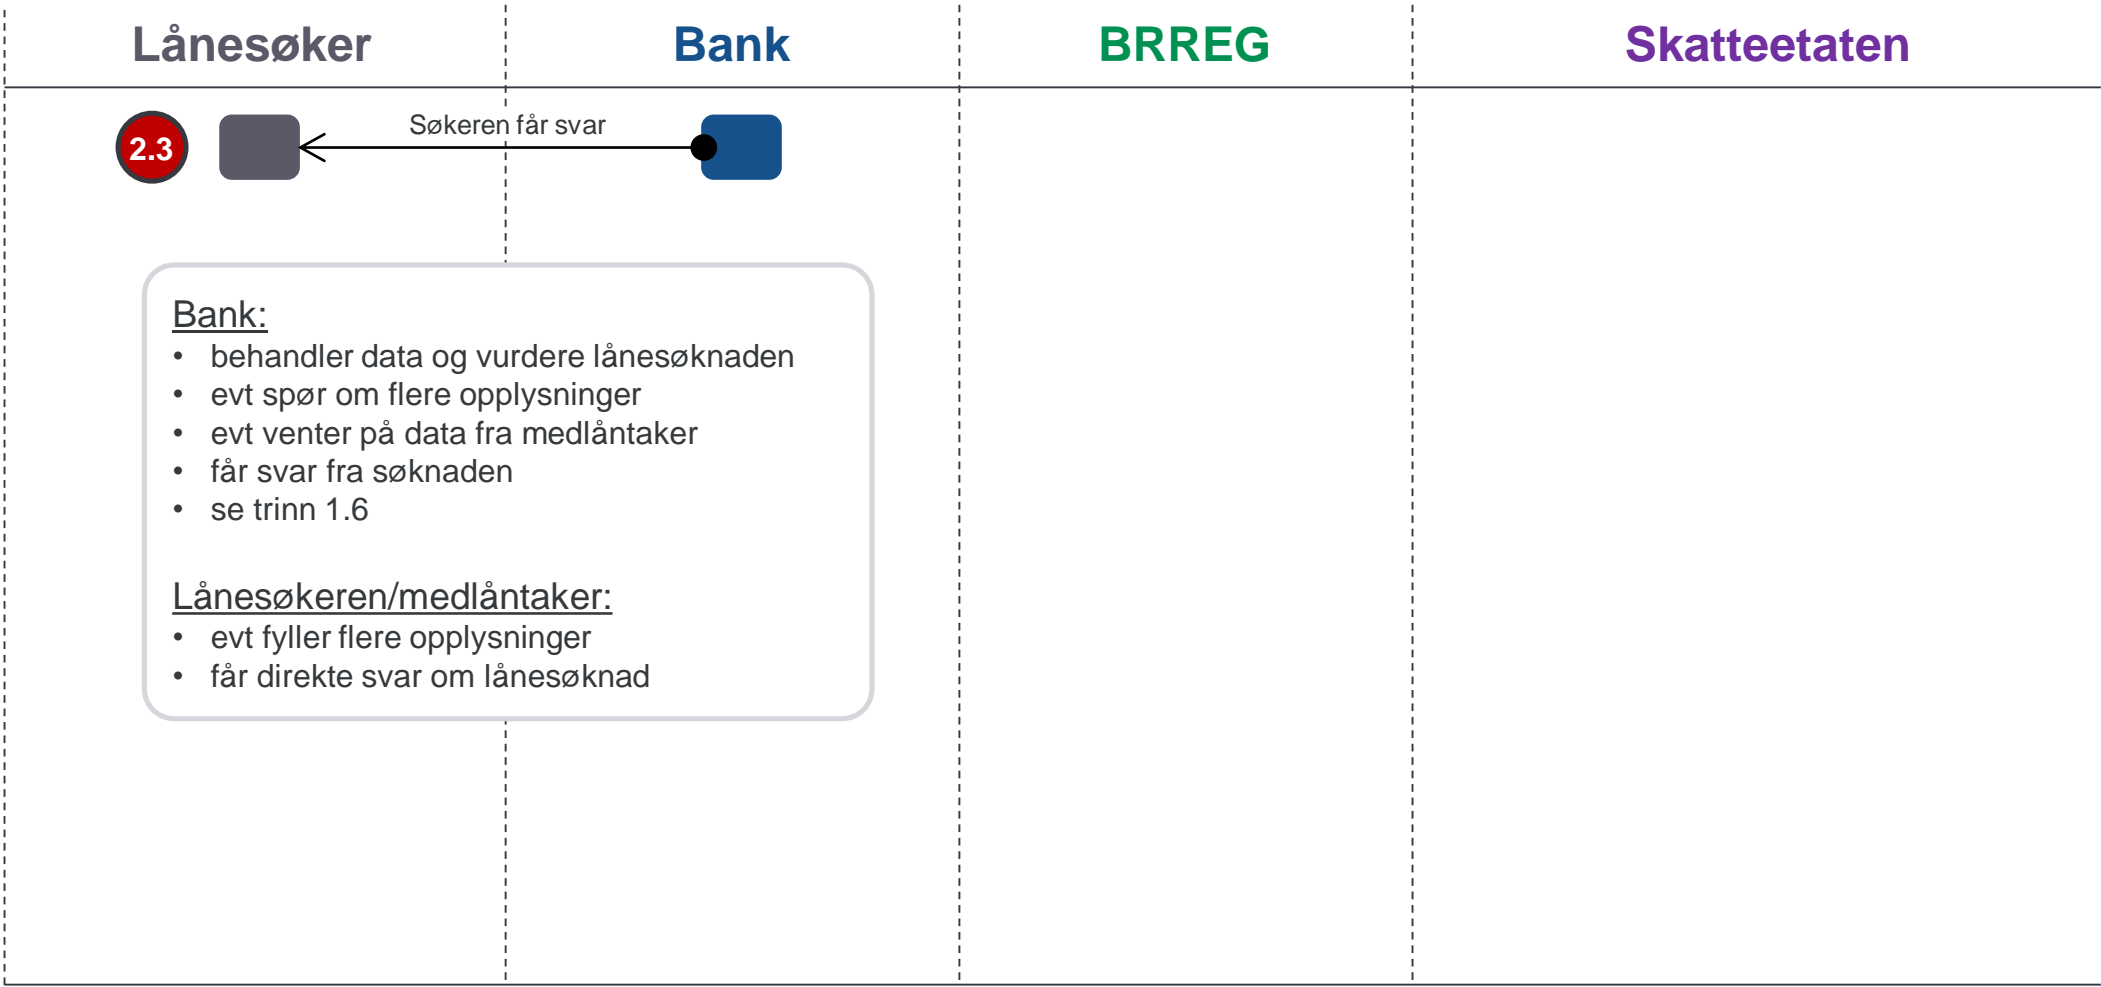 Lånesøker
Bank
BRREG
Skatteetaten
2.3
Søkeren får svar
Bank:
• behandler data og vurdere lånesøknaden
• evt spør om flere opplysninger
• evt venter på data fra medlåntaker
• får svar fra søknaden
• se trinn 1.6
Lånesøkeren/medlåntaker:
• evt fyller flere opplysninger
• får direkte svar om lånesøknad